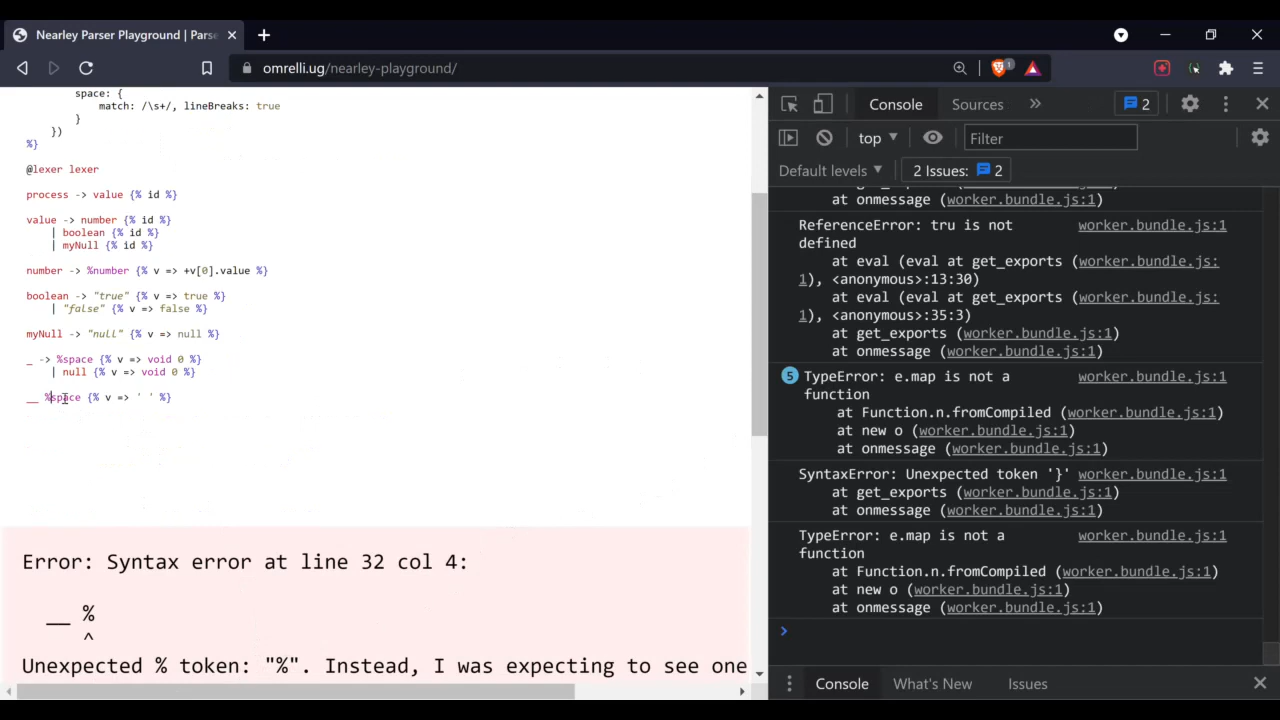 Nearley Parser Playground | Parse
omrelli.ug/nearley-playground/
1
space: {
match: /\s+/, lineBreaks: true
}
})
%}
@lexer lexer
process -> value {% id %}
value -> number {% id %}
| boolean {% id %}
| myNull {% id %}
number -> %number {% v => +v[0].value %}
boolean -> "true" {% v => true %}
| "false" {% v => false %}
myNull -> "null" {% v => null %}
_ -> %space {% v => void 0 %}
| null {% v => void 0 %}
__ %space {% v => ' ' %}
Error: Syntax error at line 32 col 4:
__ %
^
Unexpected % token: "%". Instead, I was expecting to see one
Console
Sources
2
top
Filter
Default levels
2 Issues: 2
at onmessage (worker.bundle.js:1)
ReferenceError: tru is not defined worker.bundle.js:1
at eval (eval at get_exports (worker.bundle.js:1), <anonymous>:13:30)
at eval (eval at get_exports (worker.bundle.js:1), <anonymous>:35:3)
at get_exports (worker.bundle.js:1)
at onmessage (worker.bundle.js:1)
5 TypeError: e.map is not a function worker.bundle.js:1
at Function.n.fromCompiled (worker.bundle.js:1)
at new o (worker.bundle.js:1)
at onmessage (worker.bundle.js:1)
SyntaxError: Unexpected token '}' worker.bundle.js:1
at get_exports (worker.bundle.js:1)
at onmessage (worker.bundle.js:1)
TypeError: e.map is not a function worker.bundle.js:1
at Function.n.fromCompiled (worker.bundle.js:1)
at new o (worker.bundle.js:1)
at onmessage (worker.bundle.js:1)
Console
What's New
Issues